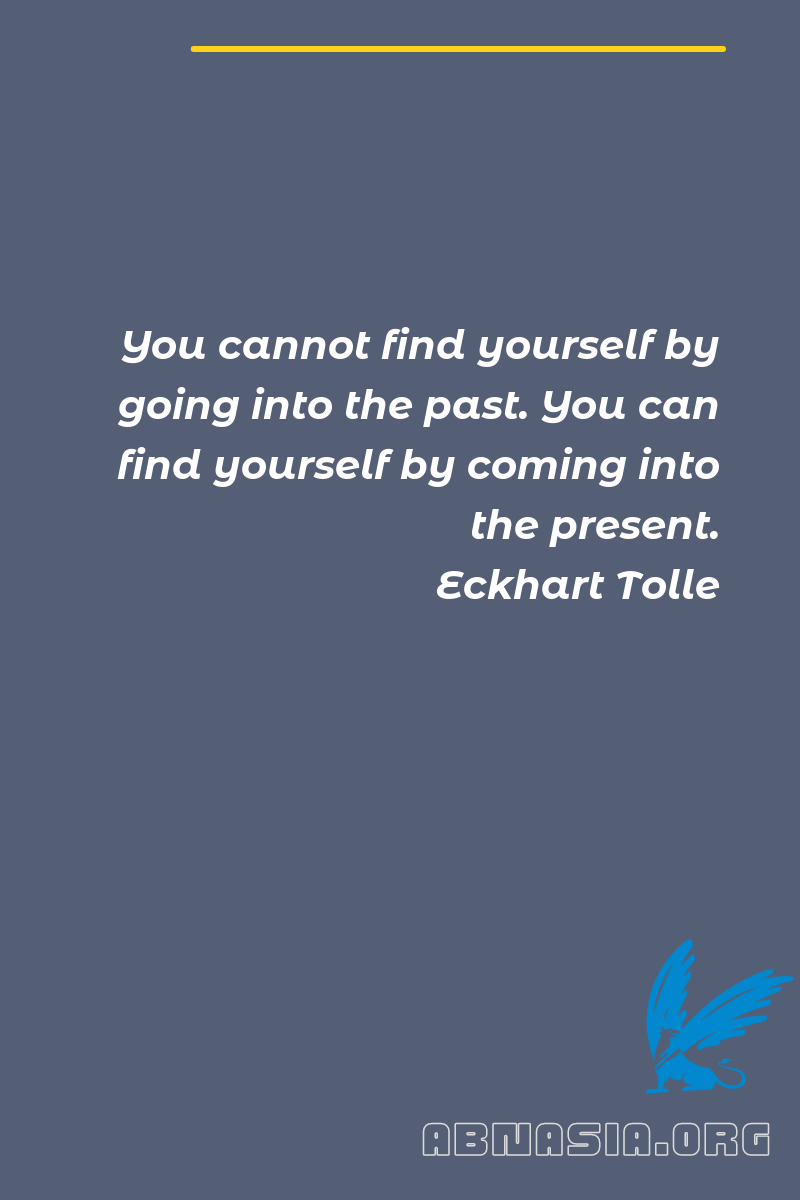 You cannot find yourself by
going into the past. You can
find yourself by coming into
the present.
Eckhart Tolle
ABNASIA.ORG